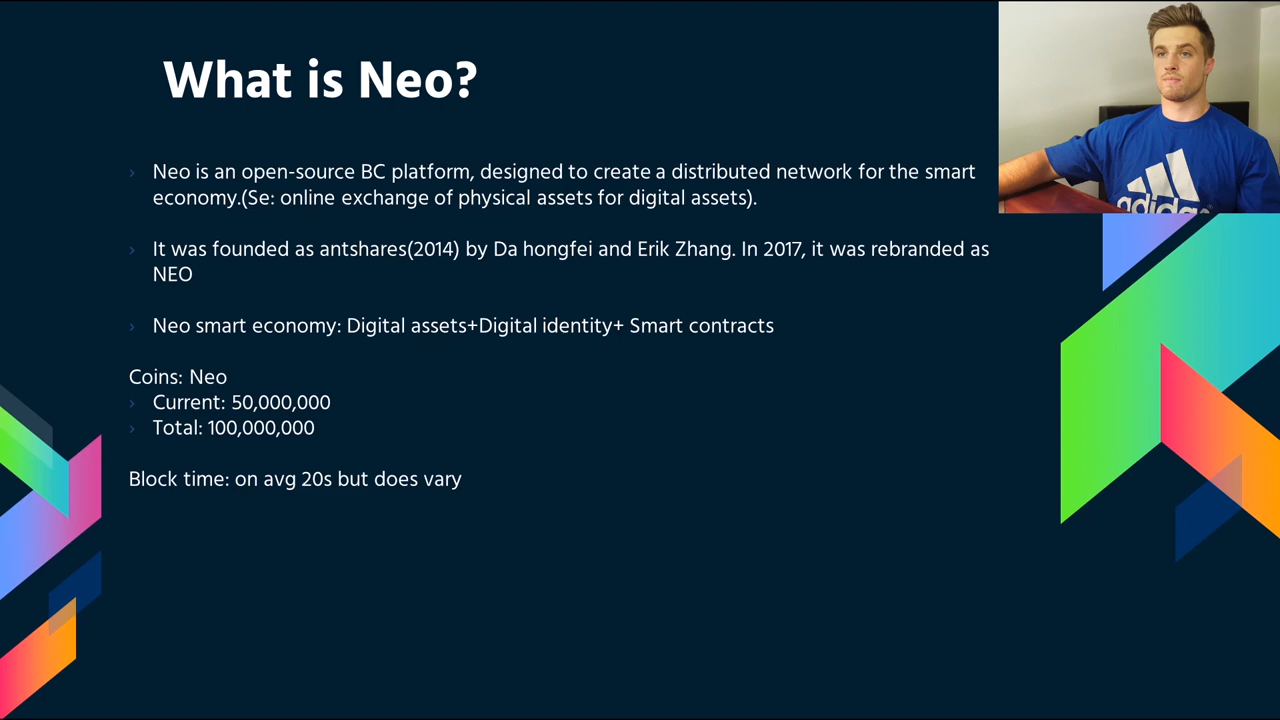 What is Neo?
› Neo is an open-source BC platform, designed to create a distributed network for the smart
economy.(Se: online exchange of physical assets for digital assets).
› It was founded as antshares(2014) by Da hongfei and Erik Zhang. In 2017, it was rebranded as
NEO
› Neo smart economy: Digital assets+Digital identity+ Smart contracts
Coins: Neo
› Current: 50,000,000
› Total: 100,000,000
Block time: on avg 20s but does vary
adidas